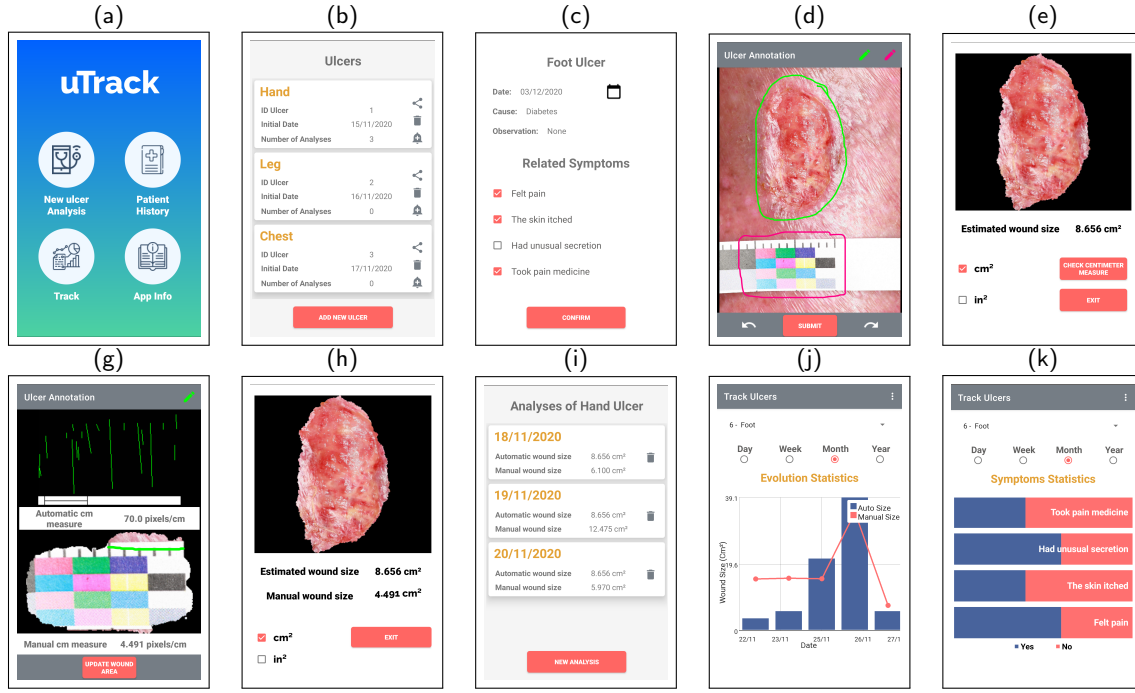 (a)
uTrack
New ulcer
Analysis
Patient
History
Track
App Info
(b)
Ulcers
Hand
ID Ulcer 1
Initial Date 15/11/2020
Number of Analyses 3
Leg
ID Ulcer 2
Initial Date 16/11/2020
Number of Analyses 0
Chest
ID Ulcer 3
Initial Date 17/11/2020
Number of Analyses 0
ADD NEW ULCER
(c)
Foot Ulcer
Date: 03/12/2020
Cause: Diabetes
Observation: None
Related Symptoms
Felt pain
The skin itched
Had unusual secretion
Took pain medicine
CONFIRM
(d)
Ulcer Annotation
SUBMIT
(e)
Estimated wound size 8.656 cm²
cm²
CHECK CENTIMETER
MEASURE
in²
EXIT
(g)
Ulcer Annotation
Automatic cm
measure
70.0 pixels/cm
Manual cm measure 4.491 pixels/cm
UPDATE WOUND
AREA
(h)
Estimated wound size 8.656 cm²
Manual wound size 4.491 cm²
cm²
EXIT
in²
(i)
Analyses of Hand Ulcer
18/11/2020
Automatic wound size 8.656 cm²
Manual wound size 6.100 cm²
19/11/2020
Automatic wound size 8.656 cm²
Manual wound size 12.475 cm²
20/11/2020
Automatic wound size 8.656 cm²
Manual wound size 5.970 cm²
NEW ANALYSIS
(j)
Track Ulcers
6 - Foot
Day Week Month Year
Evolution Statistics
39.1
Auto Size
Manual Size
19.6
Wound Size (Cm²)
0
22/11 23/11 25/11 26/11 27/1
Date
(k)
Track Ulcers
6 - Foot
Day Week Month Year
Symptoms Statistics
Took pain medicine
Had unusual secretion
The skin itched
Felt pain
Yes No